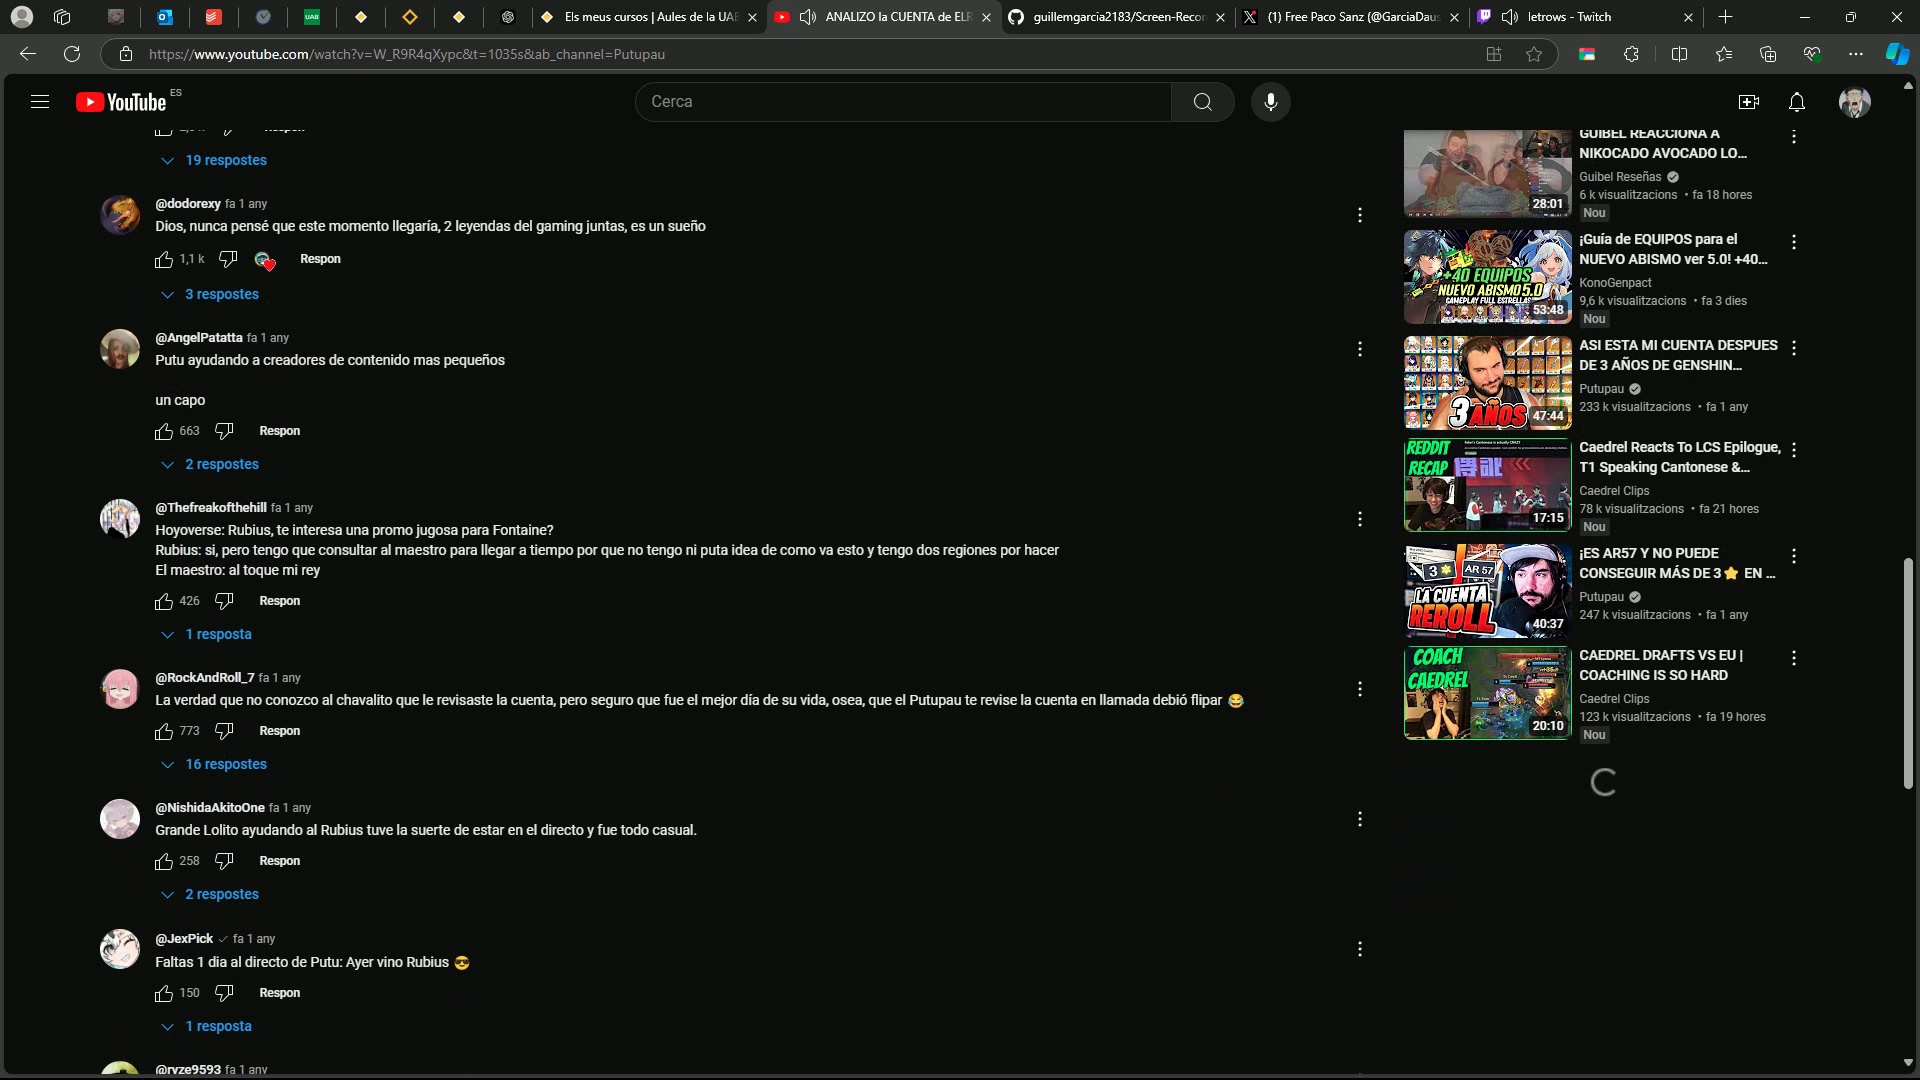 UAB
Els meus cursos | Aules de la UAB
ANALIZO la CUENTA de ELR
guillemgarcia2183/Screen-Recor
(1) Free Paco Sanz (@GarciaDaus
letrows - Twitch
https://www.youtube.com/watch?v=W_R9R4qXypc&t=1035s&ab_channel=Putupau
YouTube ES
Cerca
Respon
19 respostes
@dodorexy fa 1 any
Dios, nunca pensé que este momento llegaría, 2 leyendas del gaming juntas, es un sueño
1,1 k Respon
3 respostes
@AngelPatatta fa 1 any
Putu ayudando a creadores de contenido mas pequeños
un capo
663 Respon
2 respostes
@Thefreakofthehill fa 1 any
Hoyoverse: Rubius, te interesa una promo jugosa para Fontaine?
Rubius: si, pero tengo que consultar al maestro para llegar a tiempo por que no tengo ni puta idea de como va esto y tengo dos regiones por hacer
El maestro: al toque mi rey
426 Respon
1 resposta
@RockAndRoll_7 fa 1 any
La verdad que no conozco al chavalito que le revisaste la cuenta, pero seguro que fue el mejor día de su vida, osea, que el Putupau te revise la cuenta en llamada debió flipar 😂
773 Respon
16 respostes
@NishidaAkitoOne fa 1 any
Grande Lolito ayudando al Rubius tuve la suerte de estar en el directo y fue todo casual.
258 Respon
2 respostes
@JexPick fa 1 any
Faltas 1 dia al directo de Putu: Ayer vino Rubius 😎
150 Respon
1 resposta
@ryze9593 fa 1 any
28:01
GUIBEL REACCIONA A
NIKOCADO AVOCADO LO...
Guibel Reseñas
6 k visualitzacions • fa 18 hores
Nou
+40 EQUIPOS
NUEVO ABISMO 5.0
GAMEPLAY FULL ESTRELLAS
53:48
¡Guía de EQUIPOS para el
NUEVO ABISMO ver 5.0! +40...
KonoGenpact
9,6 k visualitzacions • fa 3 dies
Nou
3 AÑOS
47:44
ASI ESTA MI CUENTA DESPUES
DE 3 AÑOS DE GENSHIN...
Putupau
233 k visualitzacions • fa 1 any
REDDIT
RECAP
17:15
Caedrel Reacts To LCS Epilogue,
T1 Speaking Cantonese &...
Caedrel Clips
78 k visualitzacions • fa 21 hores
Nou
3
AR 57
LA CUENTA
REROLL
40:37
¡ES AR57 Y NO PUEDE
CONSEGUIR MÁS DE 3⭐ EN ...
Putupau
247 k visualitzacions • fa 1 any
COACH
CAEDREL
20:10
CAEDREL DRAFTS VS EU |
COACHING IS SO HARD
Caedrel Clips
123 k visualitzacions • fa 19 hores
Nou